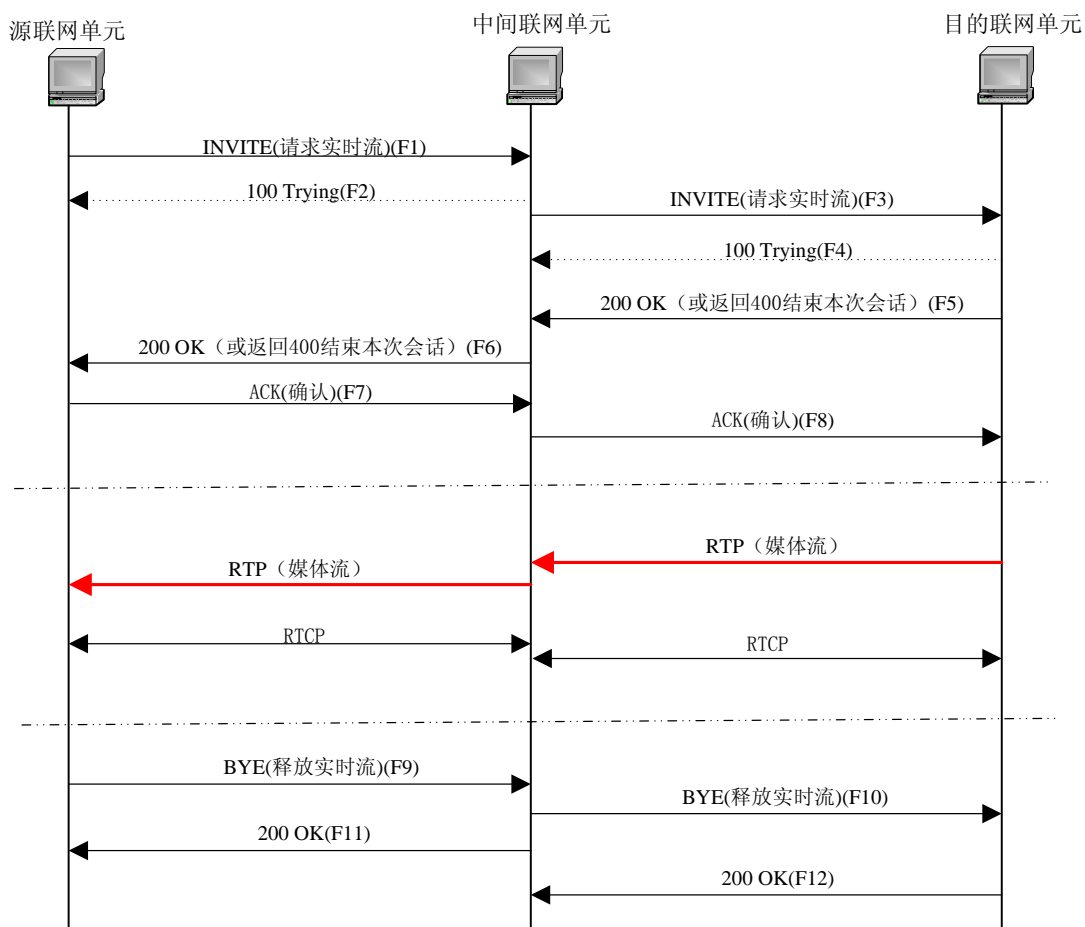 源联网单元
中间联网单元
目的联网单元
INVITE(请求实时流)(F1)
100 Trying(F2)
INVITE(请求实时流)(F3)
100 Trying(F4)
200 OK（或返回400结束本次会话）(F5)
200 OK（或返回400结束本次会话）(F6)
ACK(确认)(F7)
ACK(确认)(F8)
RTP（媒体流）
RTP（媒体流）
RTCP
RTCP
BYE(释放实时流)(F9)
BYE(释放实时流)(F10)
200 OK(F11)
200 OK(F12)